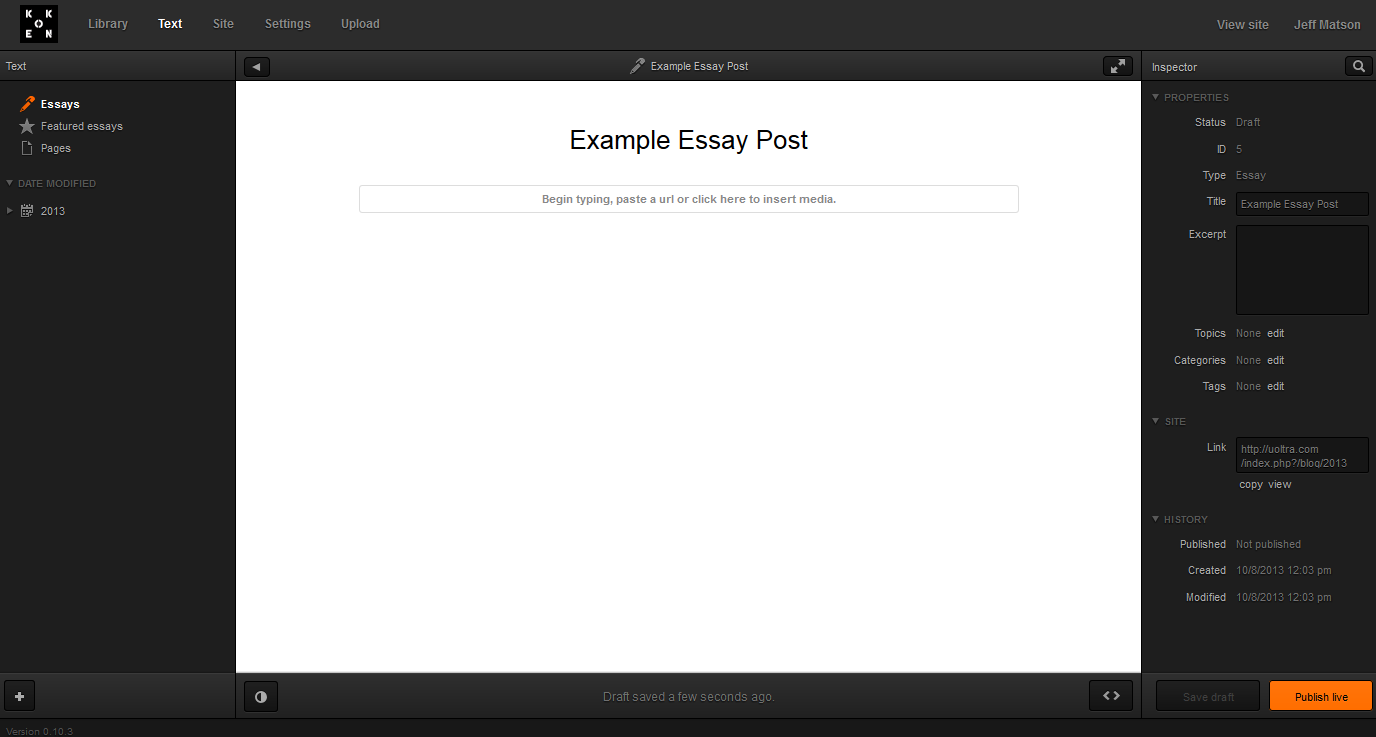 K K
O
E N
Library Text Site Settings Upload View site Jeff Matson
Text
Example Essay Post
Inspector
Essays
Featured essays
Pages
DATE MODIFIED
2013
Example Essay Post
Begin typing, paste a url or click here to insert media.
PROPERTIES
Status Draft
ID 5
Type Essay
Title Example Essay Post
Excerpt
Topics None edit
Categories None edit
Tags None edit
SITE
Link http://uoltra.com
/index.php?/blog/2013
copy view
HISTORY
Published Not published
Created 10/8/2013 12:03 pm
Modified 10/8/2013 12:03 pm
Draft saved a few seconds ago.
Save draft Publish live
Version 0.10.3